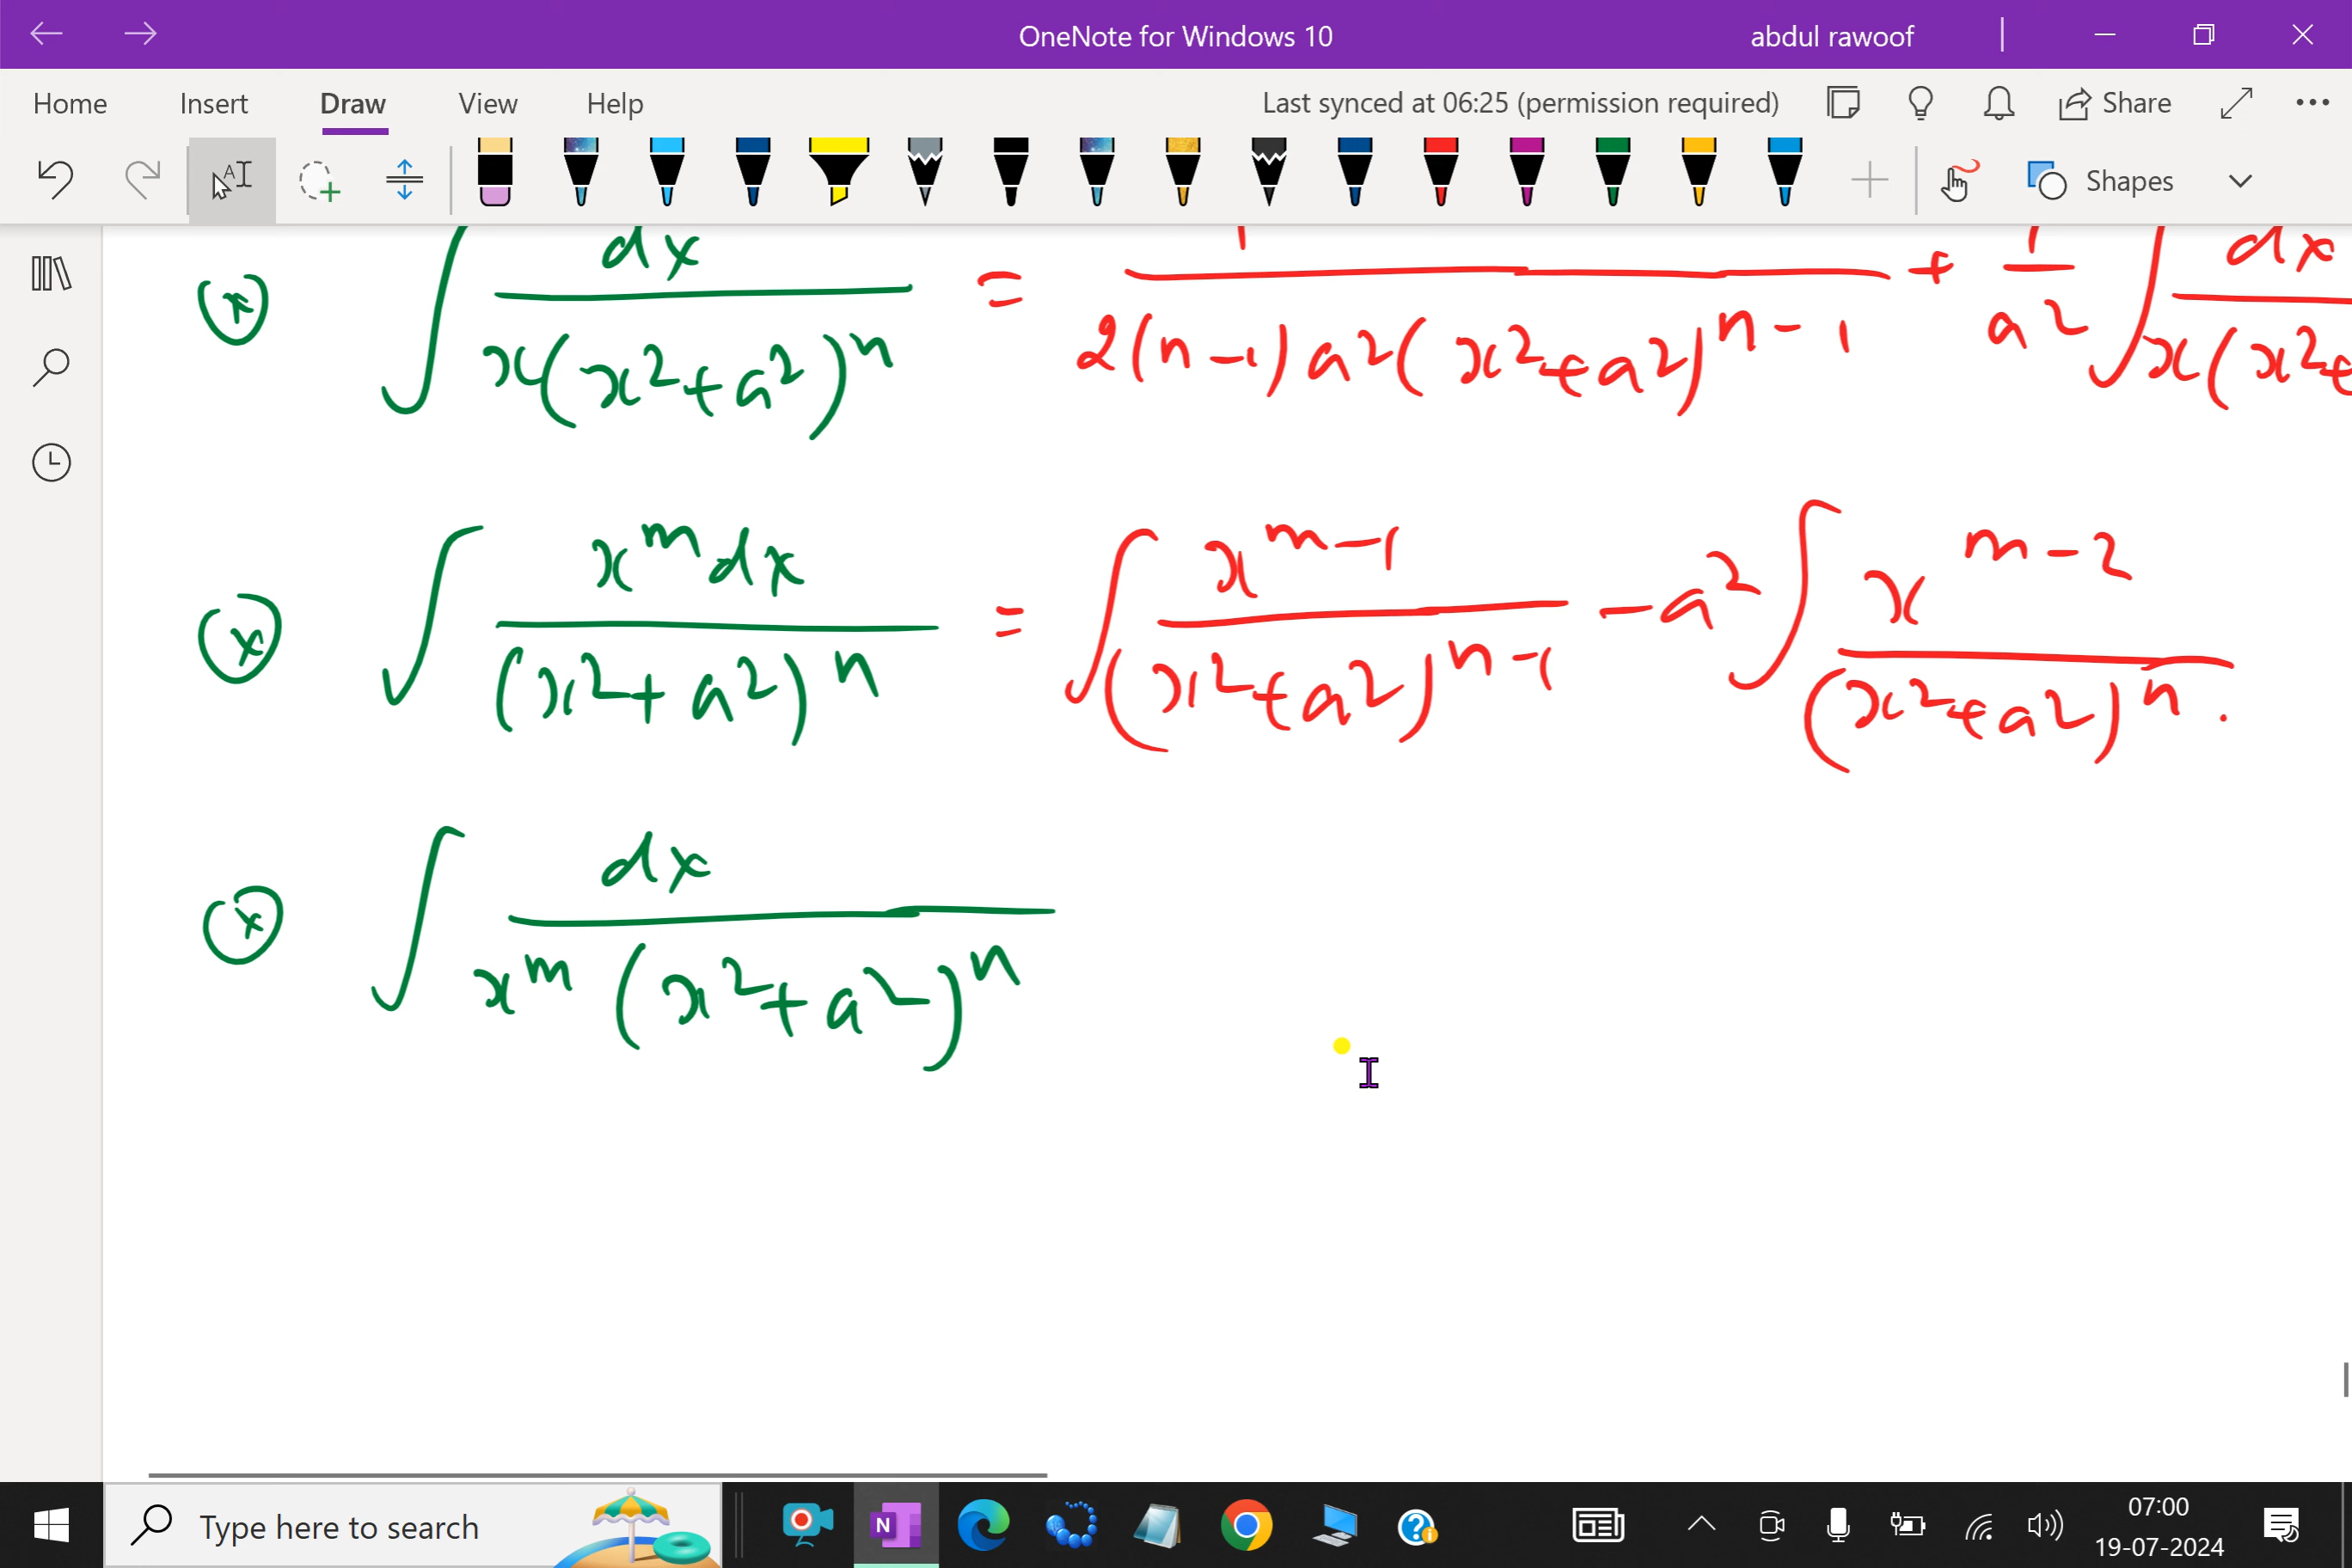 OneNote for Windows 10
abdul rawoof
Home Insert Draw View Help
Last synced at 06:25 (permission required)
Share
Shapes
(x) ∫ dx / x(x²+a²)ⁿ = 1 / 2(n-1)a²(x²+a²)ⁿ⁻¹ + 1/a² ∫ dx / x(x²+
(x) ∫ xᵐdx / (x²+a²)ⁿ = ∫ xᵐ⁻¹ / (x²+a²)ⁿ⁻¹ - a² ∫ xᵐ⁻² / (x²+a²)ⁿ.
(x) ∫ dx / xᵐ(x²+a²)ⁿ
Type here to search
07:00
19-07-2024